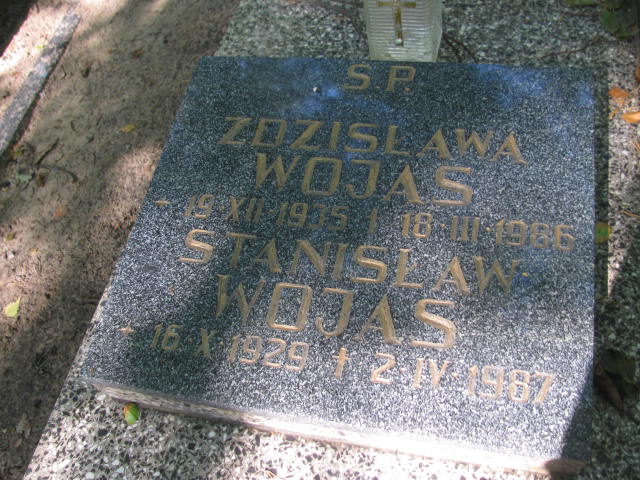 S.P.
ZDZISŁAWA
WOJAS
* 19 XII 1935 † 18·III·1986
STANISŁAW
WOJAS
* 16·X 1929 † 2·IV·1987